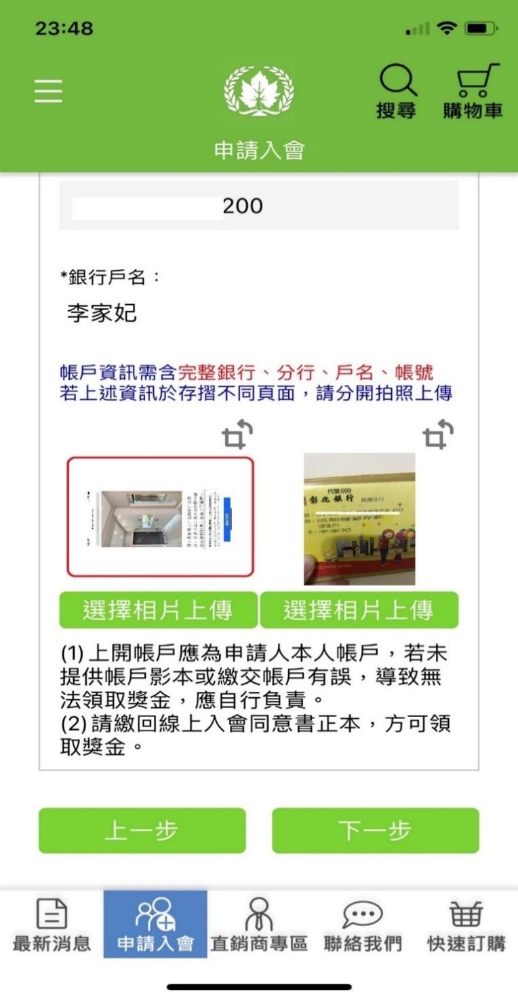 23:48
搜尋
購物車
申請入會
200
*銀行戶名：
李家妃
帳戶資訊需含完整銀行、分行、戶名、帳號
若上述資訊於存摺不同頁面，請分開拍照上傳
代號009
彰化銀行 桃園分行
選擇相片上傳
選擇相片上傳
(1)上開帳戶應為申請人本人帳戶，若未
提供帳戶影本或繳交帳戶有誤，導致無
法領取獎金，應自行負責。
(2)請繳回線上入會同意書正本，方可領
取獎金。
上一步
下一步
最新消息
申請入會
直銷商專區
聯絡我們
快速訂購